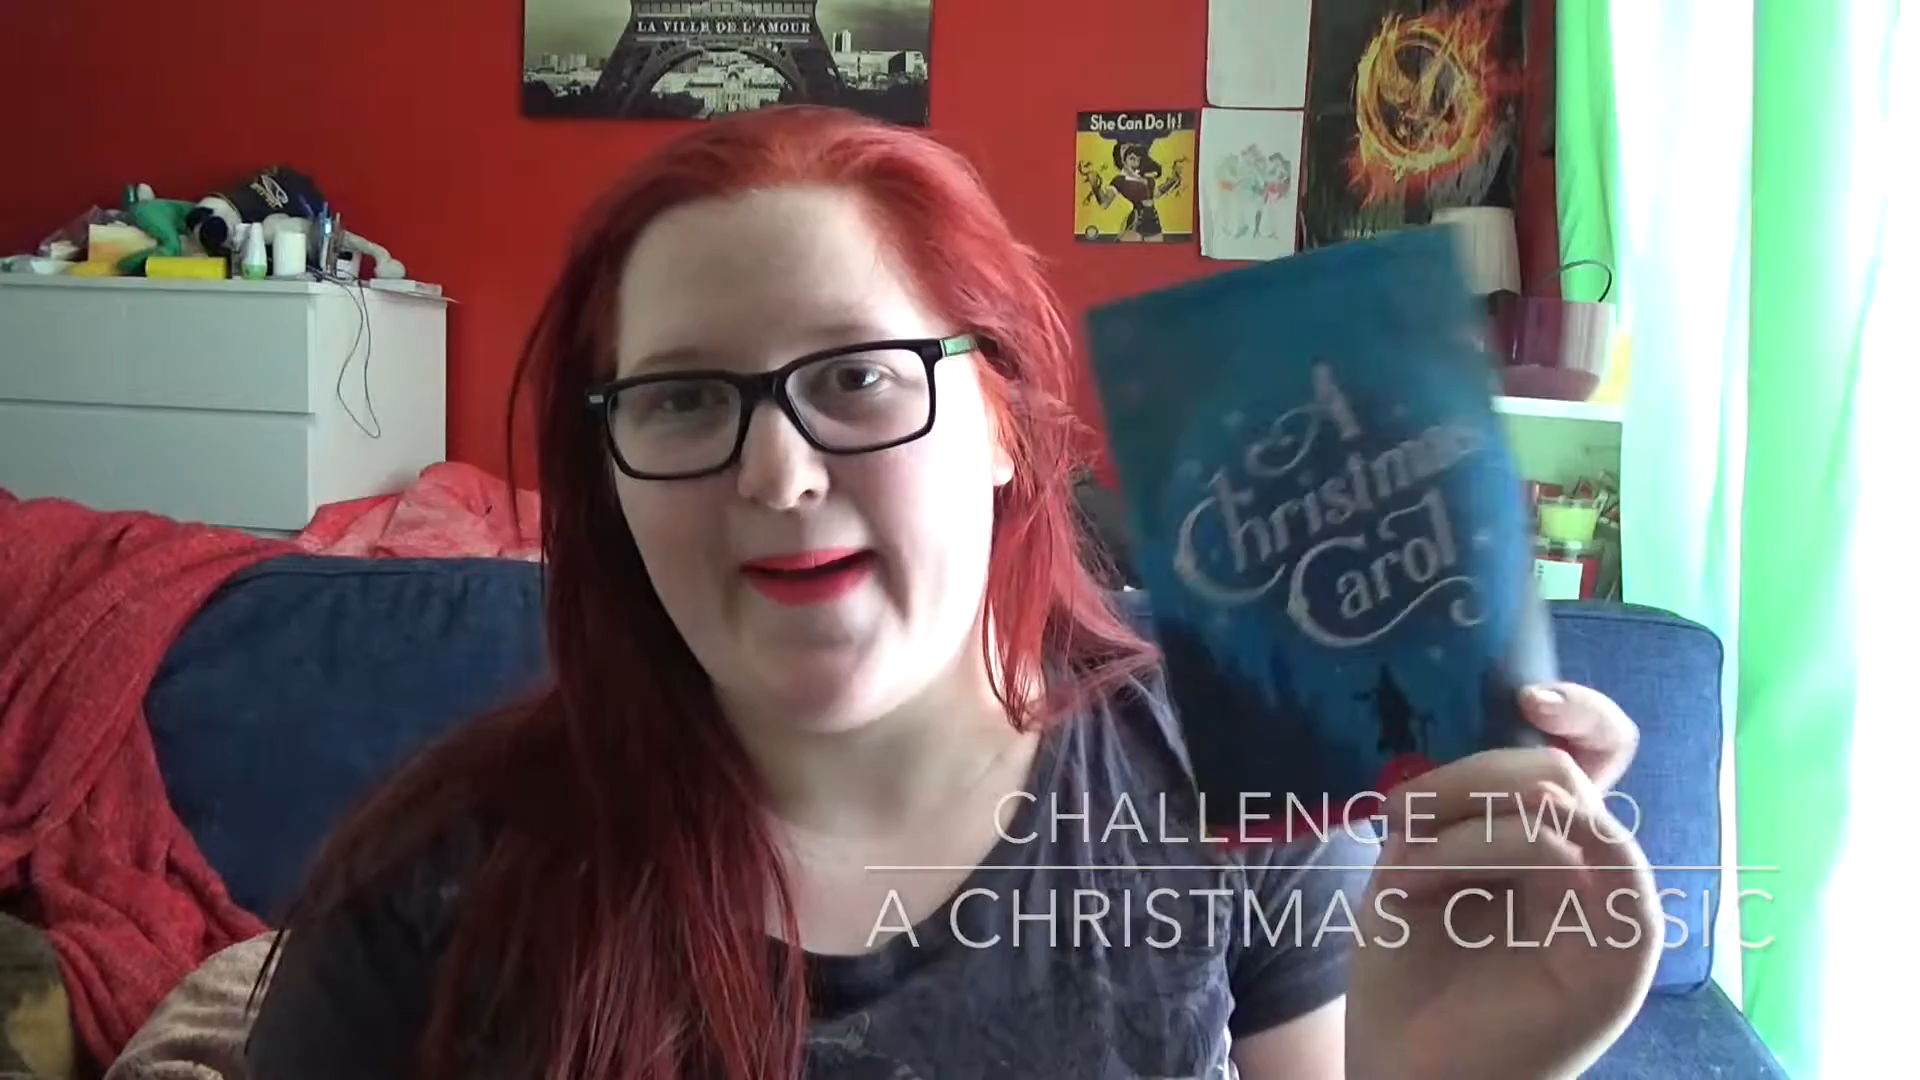 LA VILLE DE L'AMOUR
She Can Do It!
A
Christmas
Carol
CHALLENGE TWO
A CHRISTMAS CLASSIC